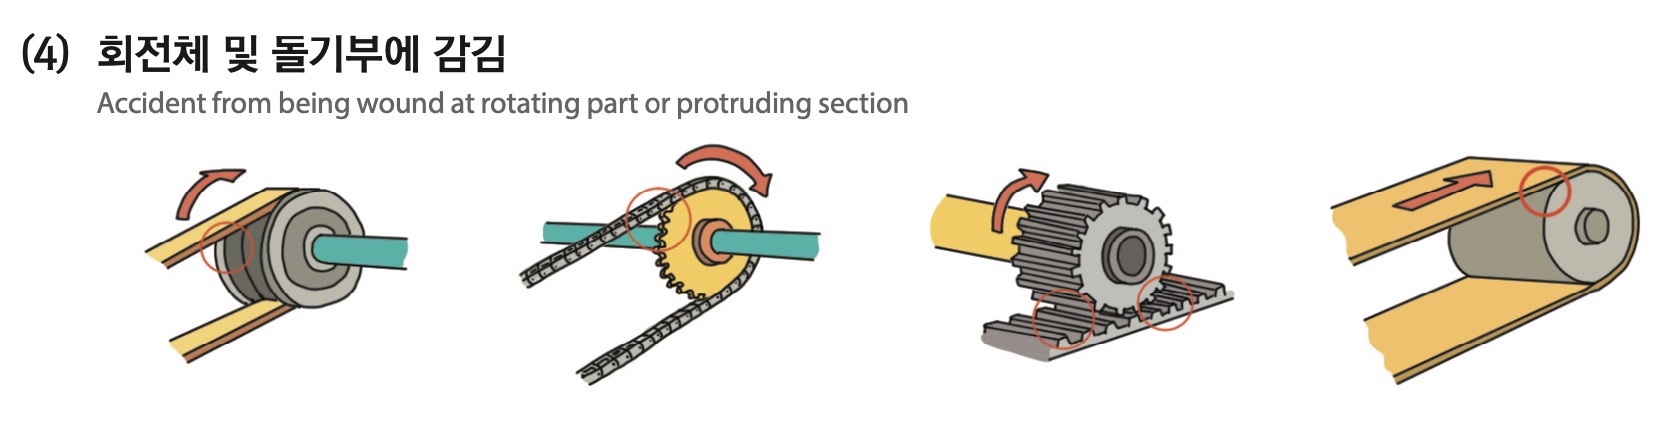 (4) 회전체 및 돌기부에 감김
Accident from being wound at rotating part or protruding section